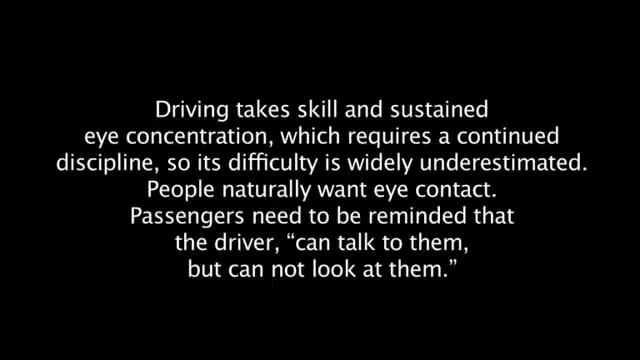 Driving takes skill and sustained
eye concentration, which requires a continued
discipline, so its difficulty is widely underestimated.
People naturally want eye contact.
Passengers need to be reminded that
the driver, “can talk to them,
but can not look at them.”